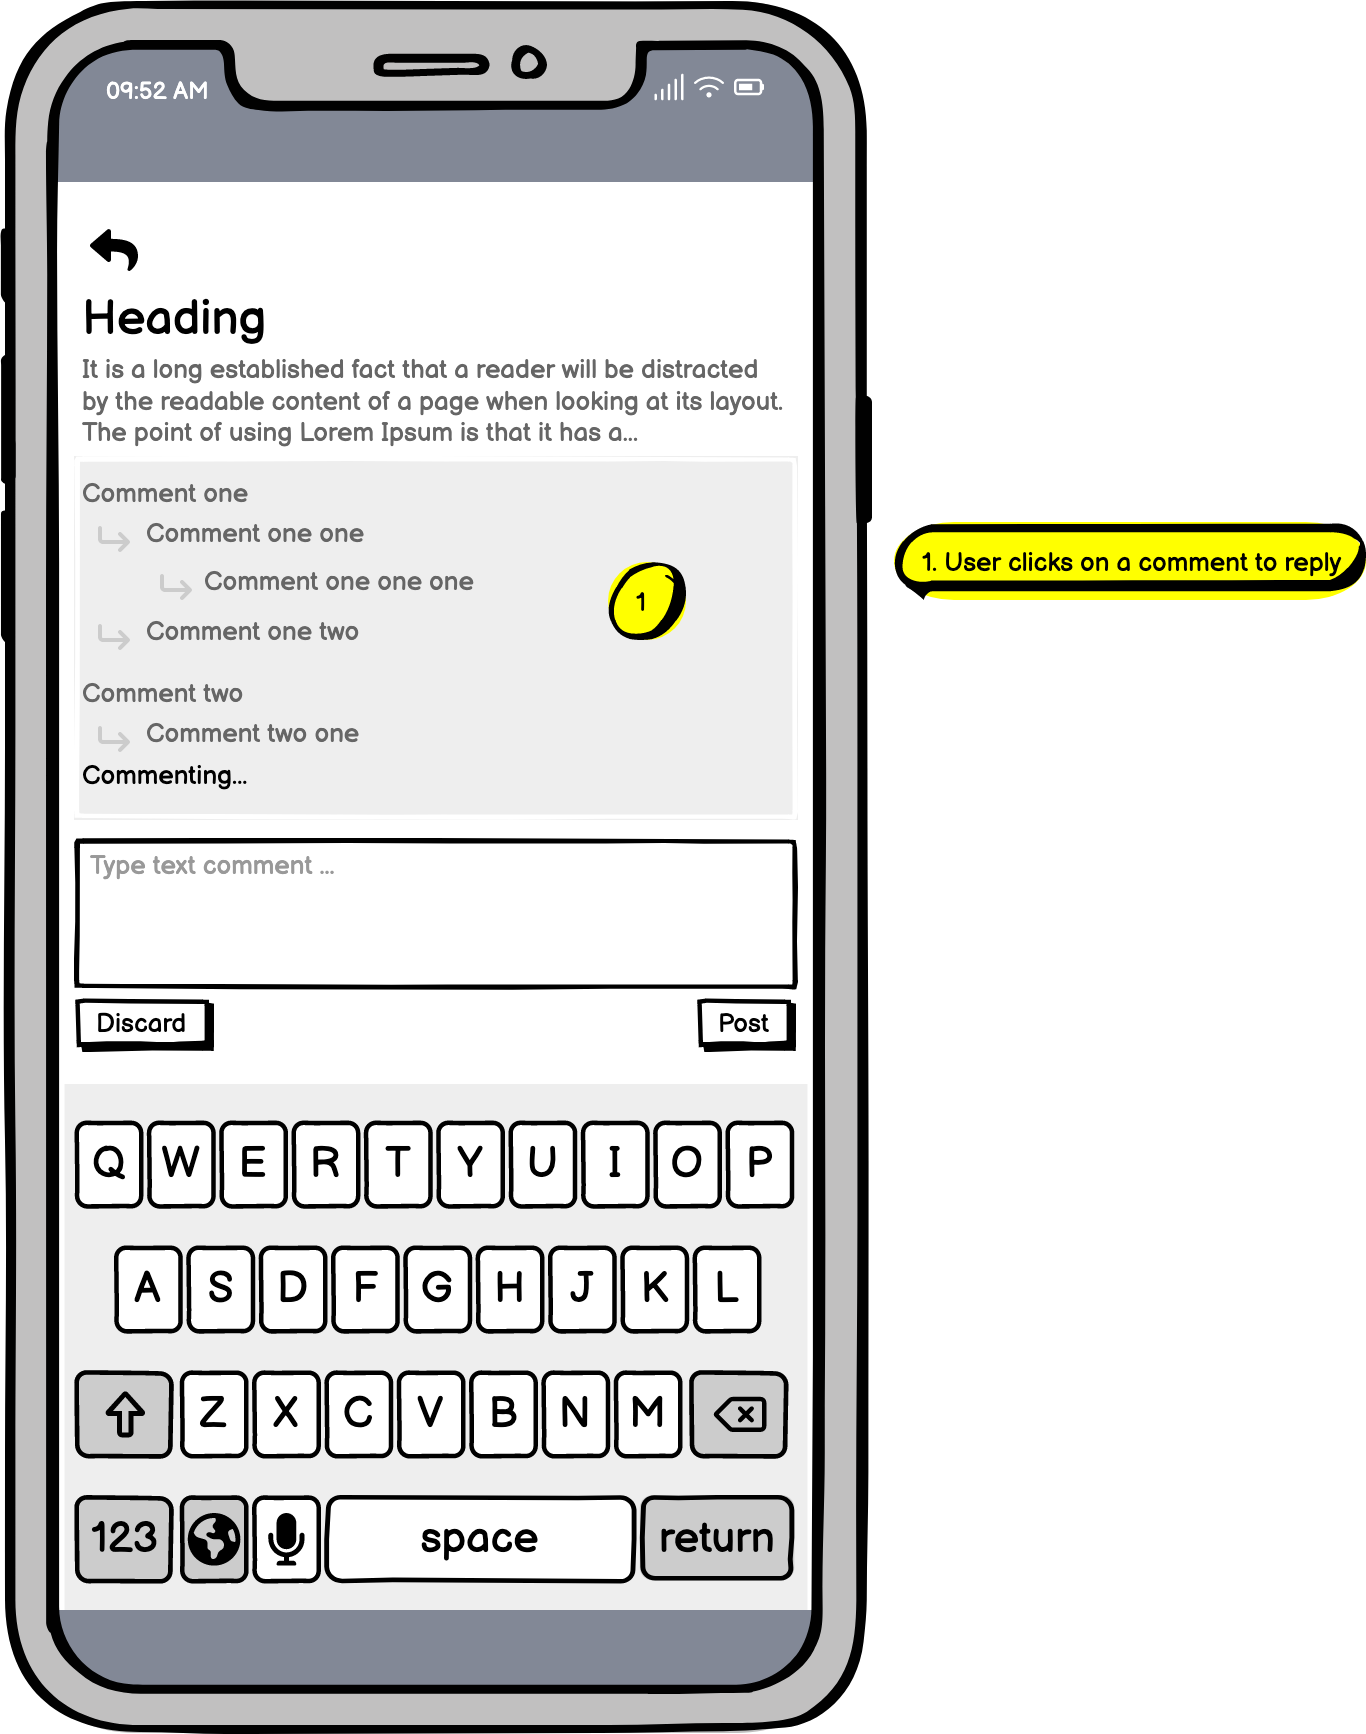 09:52 AM
Heading
It is a long established fact that a reader will be distracted
by the readable content of a page when looking at its layout.
The point of using Lorem Ipsum is that it has a...
Comment one
Comment one one
Comment one one one
1
Comment one two
Comment two
Comment two one
Commenting...
1. User clicks on a comment to reply
Type text comment ...
Discard
Post
Q W E R T Y U I O P
A S D F G H J K L
Z X C V B N M
123 space return